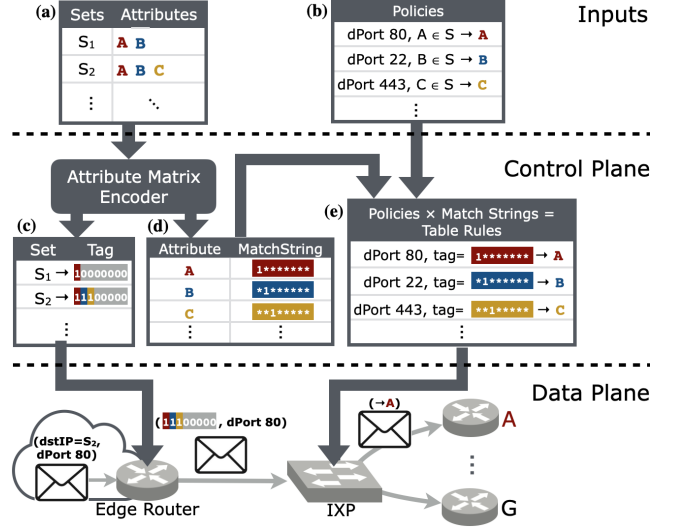 (a)
Sets Attributes
S₁ A B
S₂ A B C
⋮ ⋱
(b)
Policies
dPort 80, A ∈ S → A
dPort 22, B ∈ S → B
dPort 443, C ∈ S → C
⋮
Inputs
Control Plane
Attribute Matrix
Encoder
(c)
Set Tag
S₁ → 10000000
S₂ → 11100000
⋮
(d)
Attribute MatchString
A 1*******
B *1******
C **1*****
⋮ ⋮
(e)
Policies × Match Strings =
Table Rules
dPort 80, tag= 1******* → A
dPort 22, tag= *1****** → B
dPort 443, tag= **1***** → C
⋮
Data Plane
(dstIP=S₂,
dPort 80)
Edge Router
(11100000, dPort 80)
IXP
(→A)
A
⋮
G